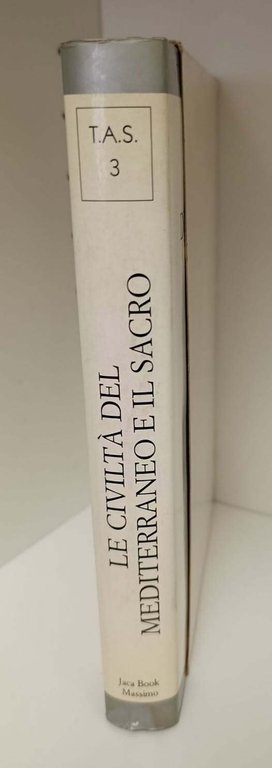 T.A.S.
3
LE CIVILTÀ DEL
MEDITERRANEO E IL SACRO
Jaca Book
Massimo